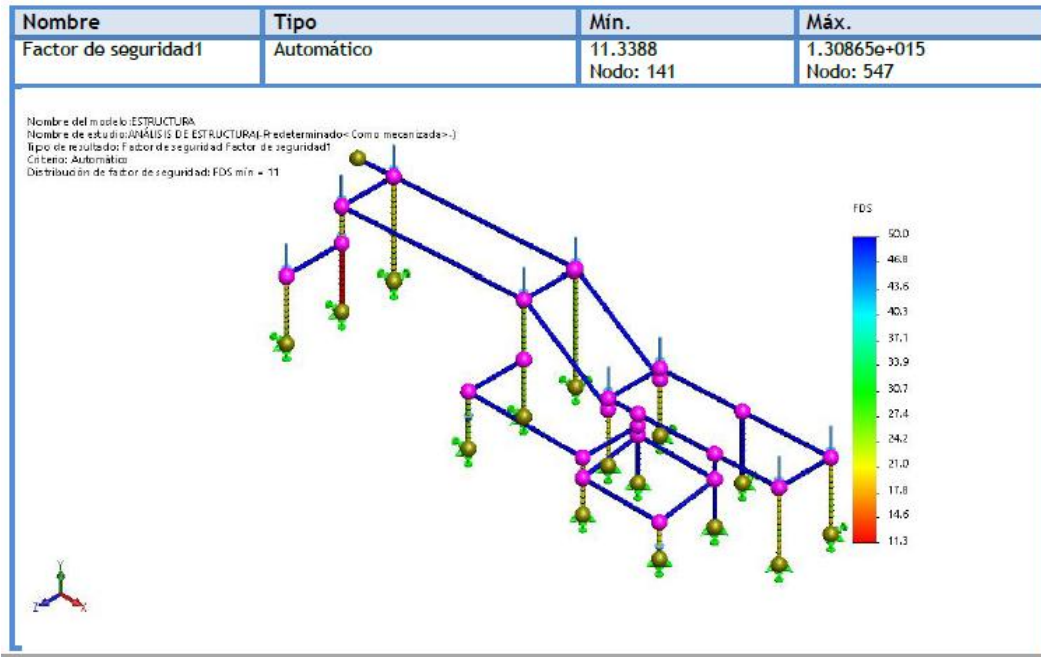 Nombre Tipo Mín. Máx.
Factor de seguridad1 Automático 11.3388 1.30865e+015
Nodo: 141 Nodo: 547
Nombre del modelo:ESTRUCTURA
Nombre de estudio:ANÁLISIS DE ESTRUCTURA(-Predeterminado<Como mecanizada>-)
Tipo de resultado: Factor de seguridad Factor de seguridad1
Criterio: Automático
Distribución de factor de seguridad: FDS mín = 11
FDS
50.0
46.8
43.6
40.3
37.1
33.9
30.7
27.4
24.2
21.0
17.8
14.6
11.3
Y
Z X